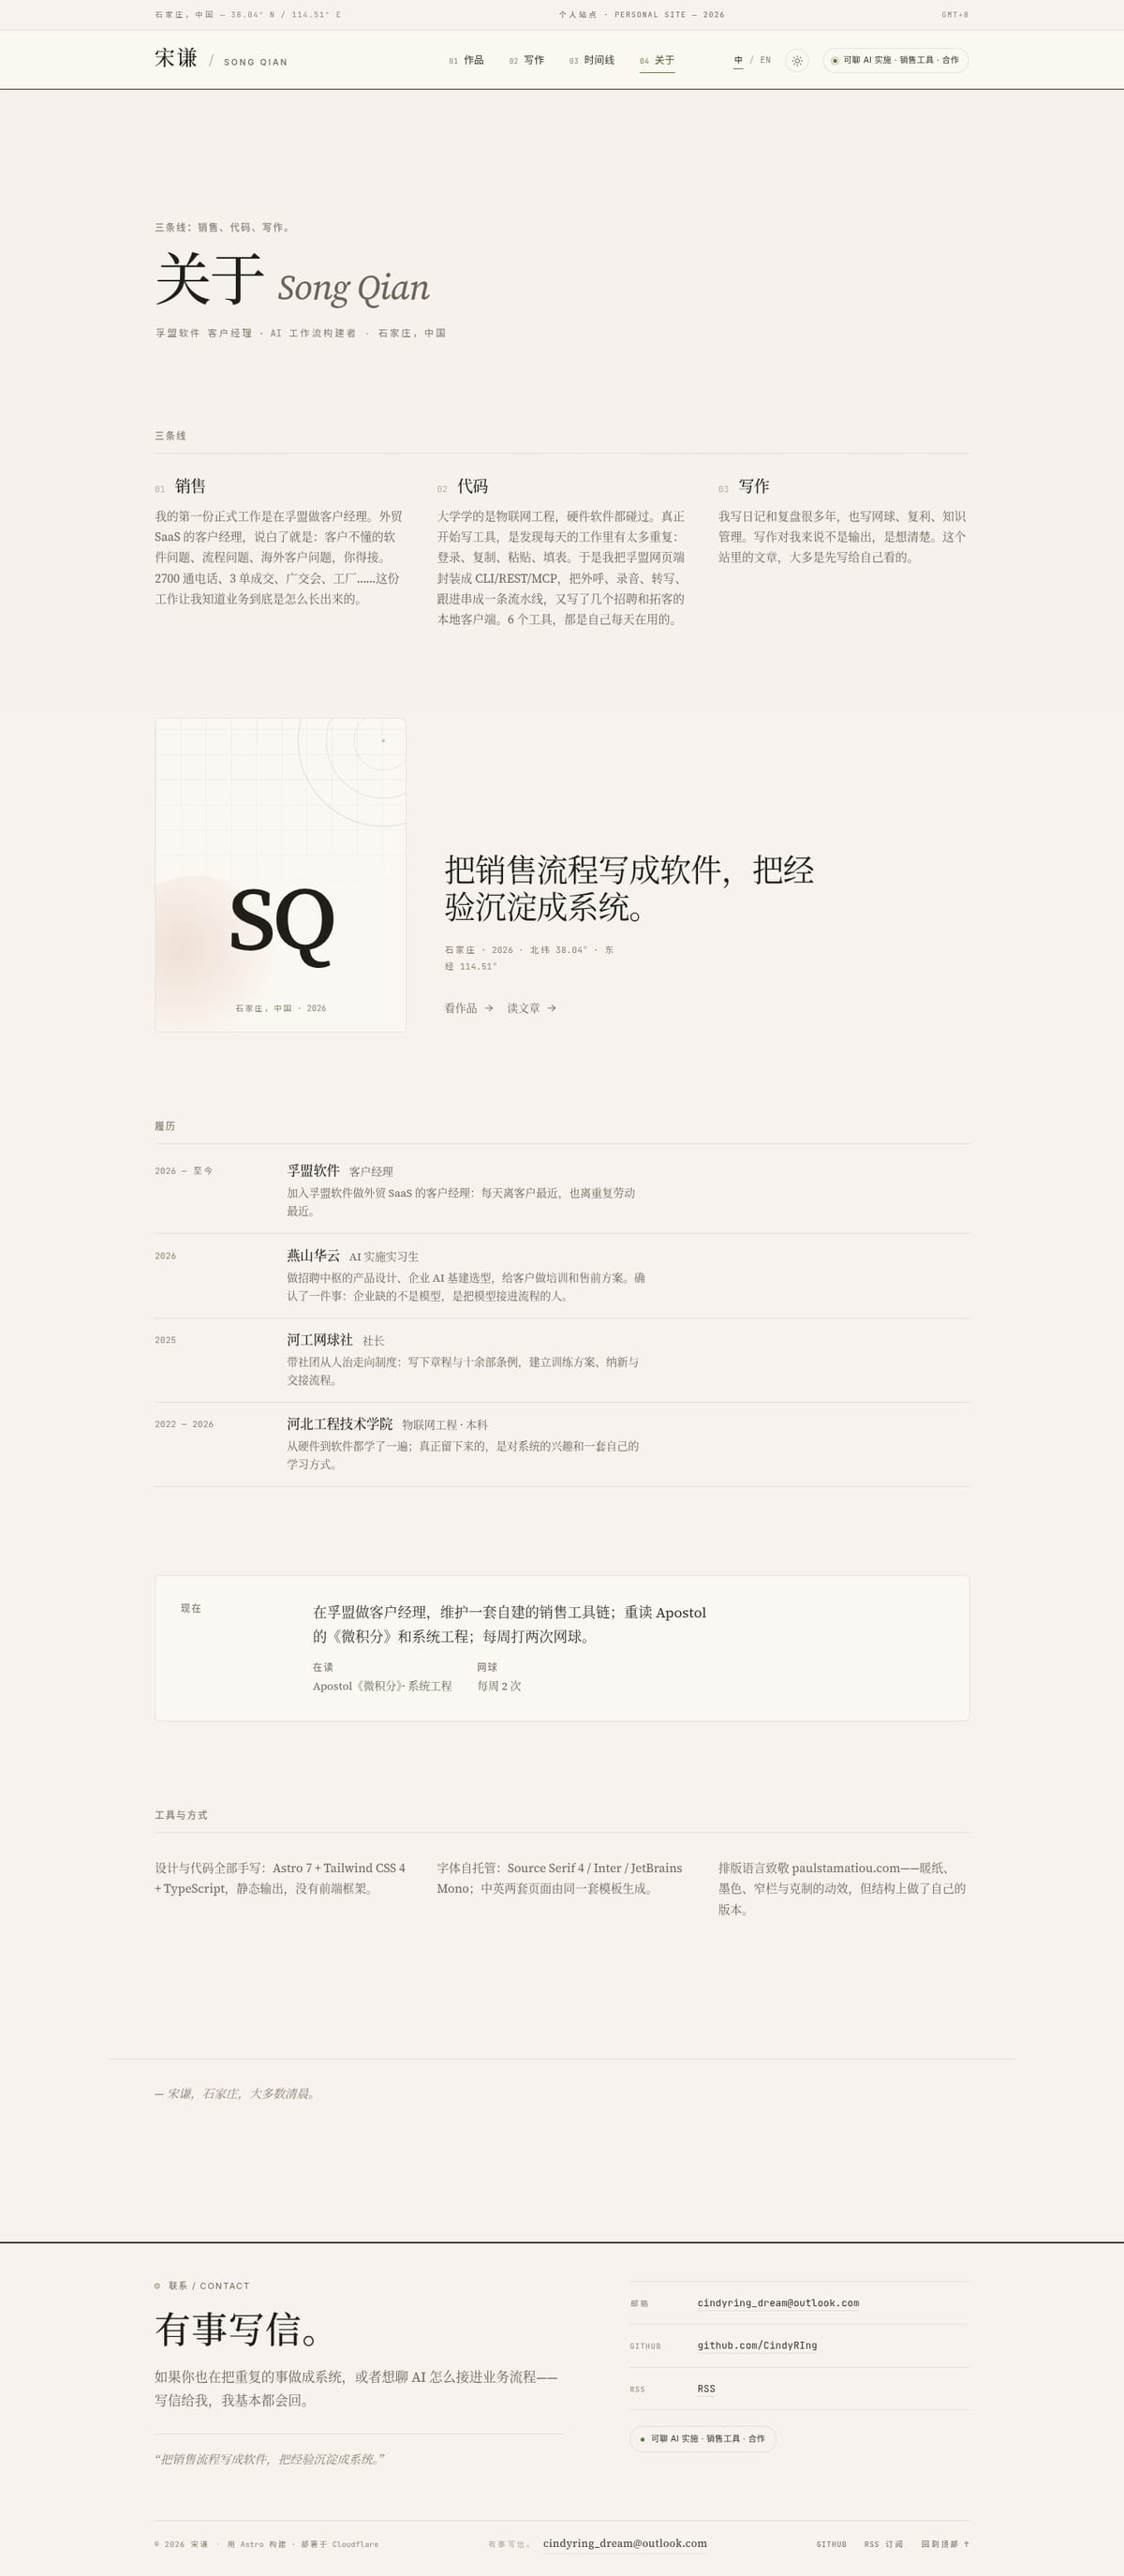 石家庄，中国 — 38.04° N / 114.51° E
个人站点 · PERSONAL SITE — 2026
GMT+8
宋谦 / SONG QIAN
01 作品
02 写作
03 时间线
04 关于
中 / EN
可聊 AI 实施 · 销售工具 · 合作
三条线：销售、代码、写作。
关于 Song Qian
孚盟软件 客户经理 · AI 工作流构建者 · 石家庄，中国
三条线
01 销售
我的第一份正式工作是在孚盟做客户经理。外贸
SaaS 的客户经理，说白了就是：客户不懂的软
件问题、流程问题、海外客户问题，你得接。
2700 通电话、3 单成交、广交会、工厂……这份
工作让我知道业务到底是怎么长出来的。
02 代码
大学学的是物联网工程，硬件软件都碰过。真正
开始写工具，是发现每天的工作里有太多重复：
登录、复制、粘贴、填表。于是我把孚盟网页端
封装成 CLI/REST/MCP，把外呼、录音、转写、
跟进串成一条流水线，又写了几个招聘和拓客的
本地客户端。6 个工具，都是自己每天在用的。
03 写作
我写日记和复盘很多年，也写网球、复利、知识
管理。写作对我来说不是输出，是想清楚。这个
站里的文章，大多是先写给自己看的。
SQ
石家庄，中国 · 2026
把销售流程写成软件，把经
验沉淀成系统。
石家庄 · 2026 · 北纬 38.04° · 东
经 114.51°
看作品 →
读文章 →
履历
2026 — 至今
孚盟软件 客户经理
加入孚盟软件做外贸 SaaS 的客户经理：每天离客户最近，也离重复劳动
最近。
2026
燕山华云 AI 实施实习生
做招聘中枢的产品设计、企业 AI 基建选型，给客户做培训和售前方案。确
认了一件事：企业缺的不是模型，是把模型接进流程的人。
2025
河工网球社 社长
带社团从人治走向制度：写下章程与十余部条例，建立训练方案、纳新与
交接流程。
2022 — 2026
河北工程技术学院 物联网工程 · 本科
从硬件到软件都学了一遍；真正留下来的，是对系统的兴趣和一套自己的
学习方式。
现在
在孚盟做客户经理，维护一套自建的销售工具链；重读 Apostol
的《微积分》和系统工程；每周打两次网球。
在读
Apostol《微积分》· 系统工程
网球
每周 2 次
工具与方式
设计与代码全部手写：Astro 7 + Tailwind CSS 4
+ TypeScript，静态输出，没有前端框架。
字体自托管：Source Serif 4 / Inter / JetBrains
Mono；中英两套页面由同一套模板生成。
排版语言致敬 paulstamatiou.com——暖纸、
墨色、窄栏与克制的动效，但结构上做了自己的
版本。
— 宋谦，石家庄，大多数清晨。
联系 / CONTACT
有事写信。
如果你也在把重复的事做成系统，或者想聊 AI 怎么接进业务流程——
写信给我，我基本都会回。
“把销售流程写成软件，把经验沉淀成系统。”
邮箱 cindyring_dream@outlook.com
GITHUB github.com/CindyRIng
RSS RSS
可聊 AI 实施 · 销售工具 · 合作
© 2026 宋谦 · 用 Astro 构建 · 部署于 Cloudflare
有事写信。 cindyring_dream@outlook.com
GITHUB RSS 订阅 回到顶部 ↑